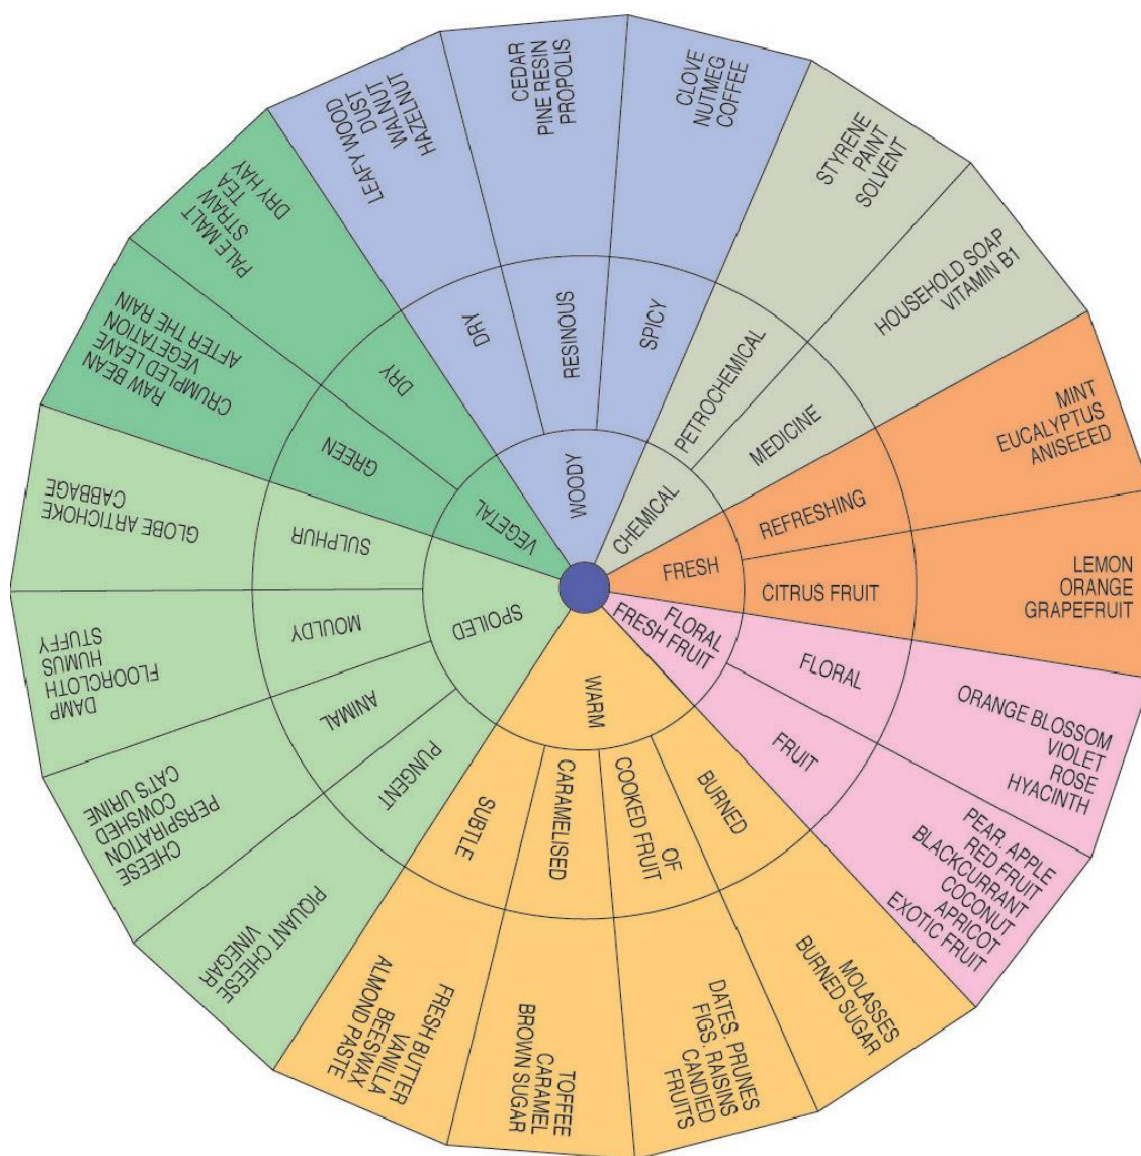 WOODY
DRY
LEAFY WOOD
DUST
WALNUT
HAZELNUT
RESINOUS
CEDAR
PINE RESIN
PROPOLIS
SPICY
CLOVE
NUTMEG
COFFEE
CHEMICAL
PETROCHEMICAL
STYRENE
PAINT
SOLVENT
MEDICINE
HOUSEHOLD SOAP
VITAMIN B1
FRESH
REFRESHING
MINT
EUCALYPTUS
ANISEEED
CITRUS FRUIT
LEMON
ORANGE
GRAPEFRUIT
FLORAL
FRESH FRUIT
FLORAL
ORANGE BLOSSOM
VIOLET
ROSE
HYACINTH
FRUIT
PEAR. APPLE
RED FRUIT
BLACKCURRANT
COCONUT
APRICOT
EXOTIC FRUIT
WARM
BURNED
MOLASSES
BURNED SUGAR
OF
COOKED FRUIT
DATES. PRUNES
FIGS. RAISINS
CANDIED
FRUITS
CARAMELISED
TOFFEE
CARAMEL
BROWN SUGAR
SUBTLE
FRESH BUTTER
VANILLA
BEESWAX
ALMOND PASTE
SPOILED
PUNGENT
PIQUANT CHEESE
VINEGAR
ANIMAL
CHEESE
PERSPIRATION
COWSHED
CAT'S URINE
MOULDY
DAMP
FLOORCLOTH
HUMUS
STUFFY
SULPHUR
GLOBE ARTICHOKE
CABBAGE
VEGETAL
GREEN
RAW BEAN
CRUMPLED LEAVE
VEGETATION
AFTER THE RAIN
DRY
PALE MALT
STRAW
TEA
DRY HAY